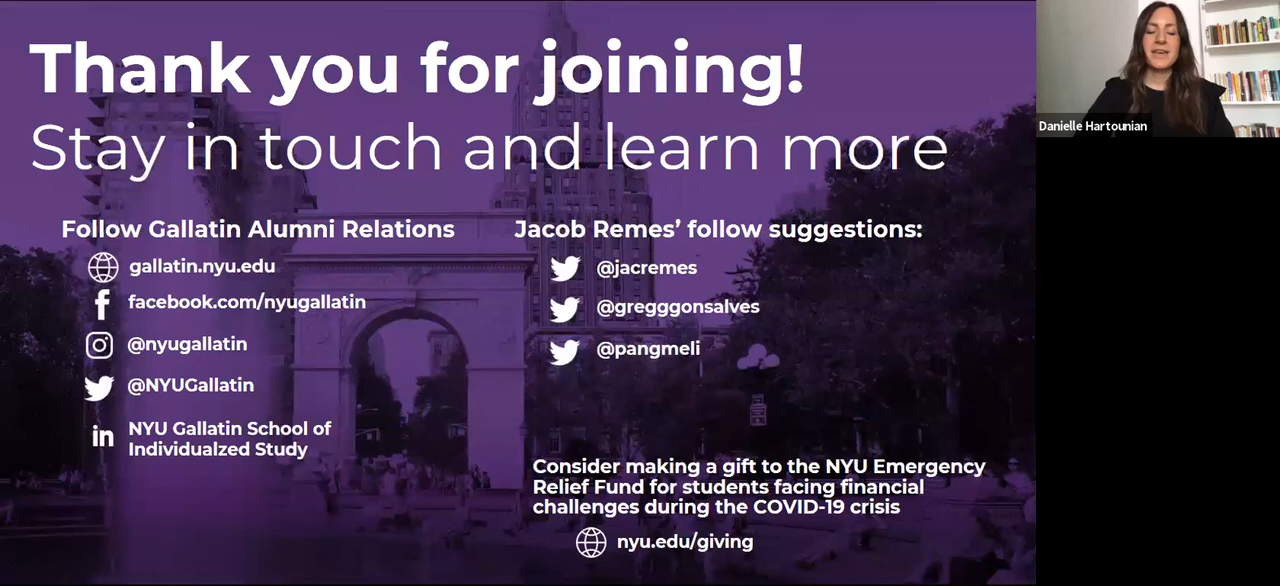 Thank you for joining!
Stay in touch and learn more
Follow Gallatin Alumni Relations
gallatin.nyu.edu
facebook.com/nyugallatin
@nyugallatin
@NYUGallatin
in NYU Gallatin School of
Individualzed Study
Jacob Remes’ follow suggestions:
@jacremes
@gregggonsalves
@pangmeli
Consider making a gift to the NYU Emergency
Relief Fund for students facing financial
challenges during the COVID-19 crisis
nyu.edu/giving
Danielle Hartounian